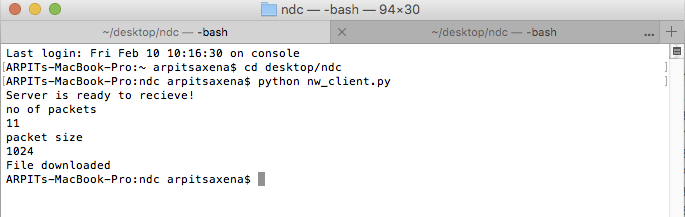 ndc — -bash — 94×30
~/desktop/ndc — -bash
~/desktop/ndc — -bash
... +
Last login: Fri Feb 10 10:16:30 on console
[ARPITs-MacBook-Pro:~ arpitsaxena$ cd desktop/ndc ]
[ARPITs-MacBook-Pro:ndc arpitsaxena$ python nw_client.py ]
Server is ready to recieve!
no of packets
11
packet size
1024
File downloaded
ARPITs-MacBook-Pro:ndc arpitsaxena$